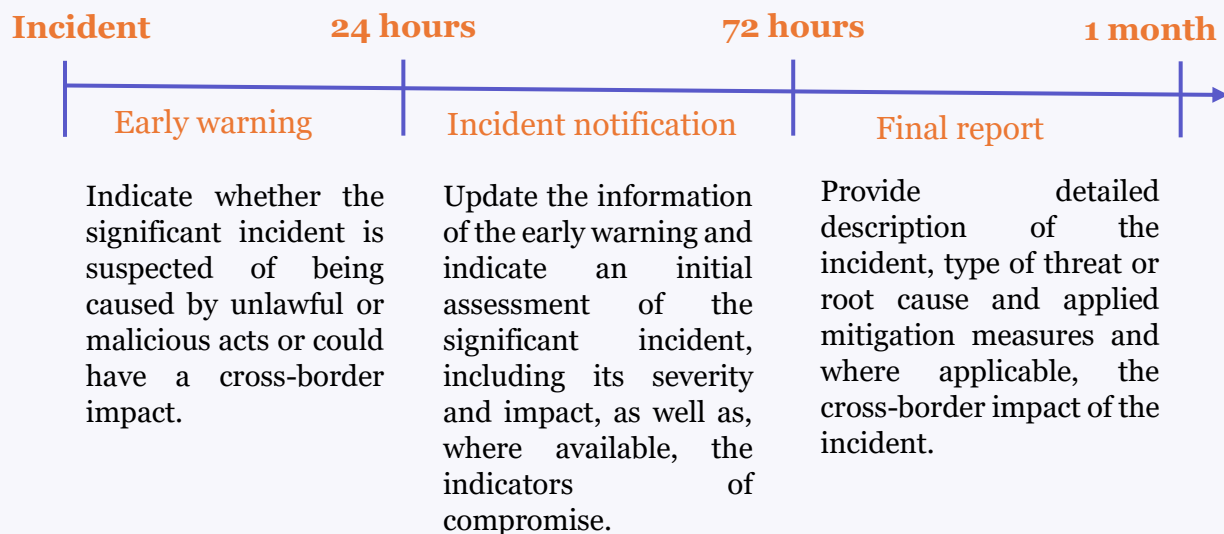 Incident
24 hours
72 hours
1 month
Early warning
Incident notification
Final report
Indicate whether the
significant incident is
suspected of being
caused by unlawful or
malicious acts or could
have a cross-border
impact.
Update the information
of the early warning and
indicate an initial
assessment of the
significant incident,
including its severity
and impact, as well as,
where available, the
indicators of
compromise.
Provide detailed
description of the
incident, type of threat or
root cause and applied
mitigation measures and
where applicable, the
cross-border impact of the
incident.